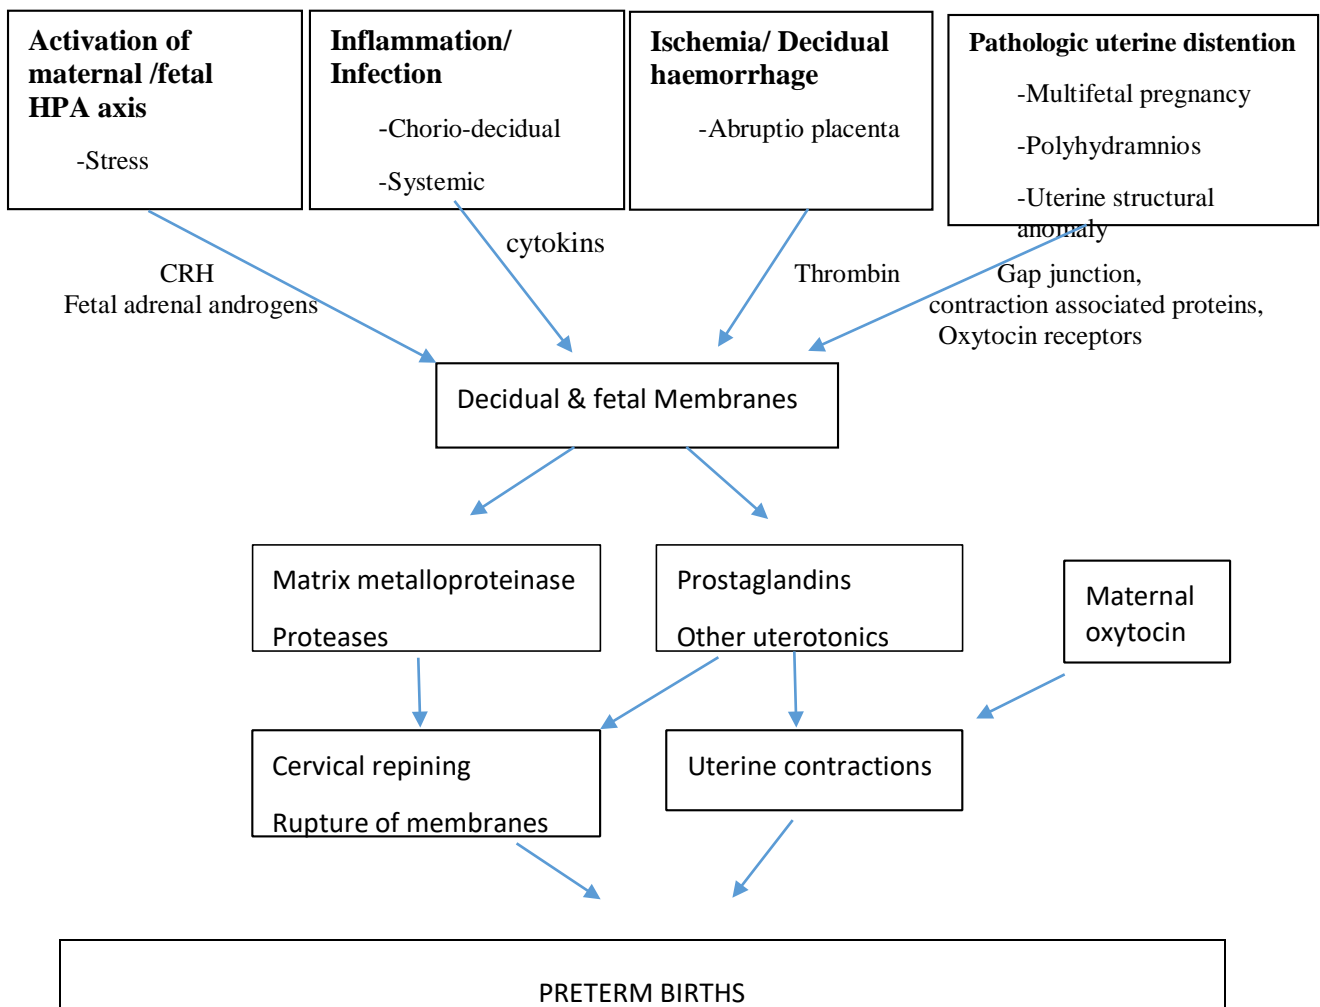 Activation of
maternal /fetal
HPA axis
-Stress
Inflammation/
Infection
-Chorio-decidual
-Systemic
Ischemia/ Decidual
haemorrhage
-Abruptio placenta
Pathologic uterine distention
-Multifetal pregnancy
-Polyhydramnios
-Uterine structural
anomaly
CRH
Fetal adrenal androgens
cytokins
Thrombin
Gap junction,
contraction associated proteins,
Oxytocin receptors
Decidual & fetal Membranes
Matrix metalloproteinase
Proteases
Prostaglandins
Other uterotonics
Maternal
oxytocin
Cervical repining
Rupture of membranes
Uterine contractions
PRETERM BIRTHS